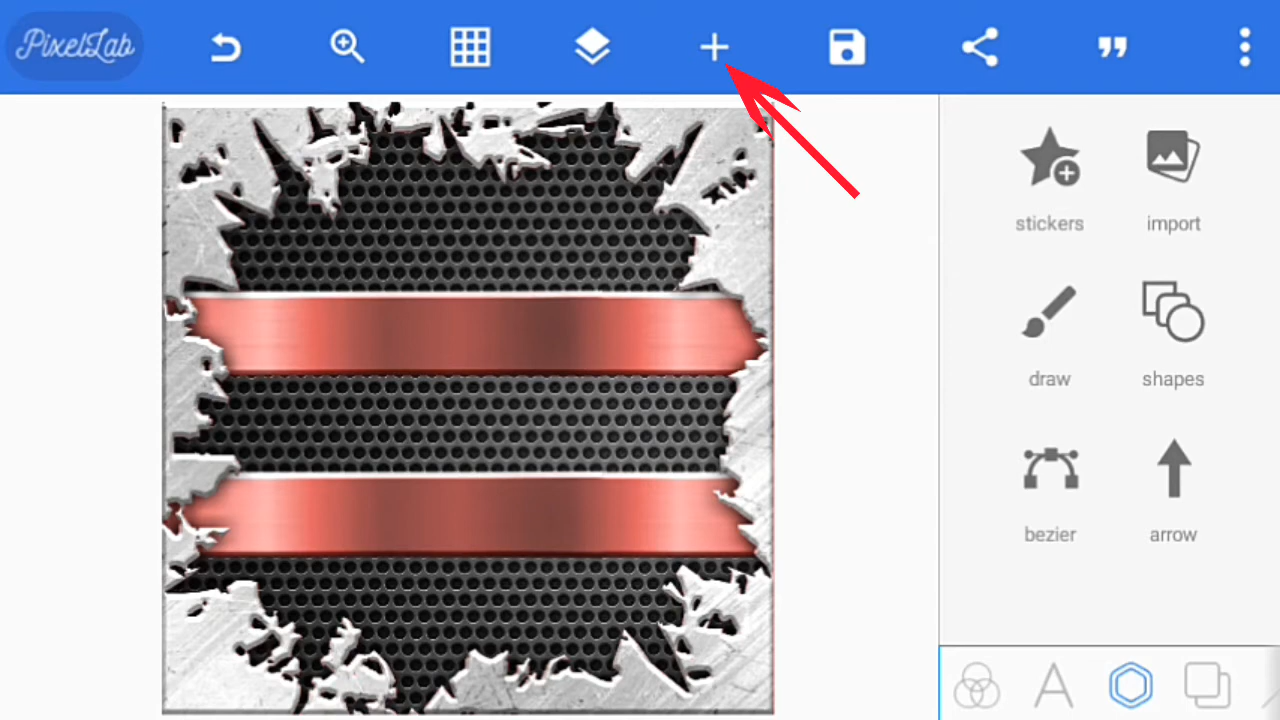 PixelLab
stickers
import
draw
shapes
bezier
arrow